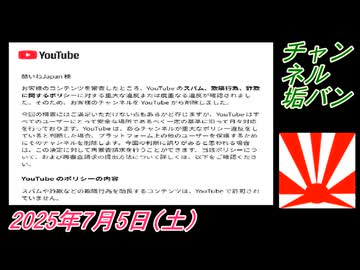 YouTube
酷いねJapan 様
お客様のコンテンツを審査したところ、YouTube のスパム、欺瞞行為、詐欺
に関するポリシーに対する重大な違反または度重なる違反が確認されまし
た。そのため、お客様のチャンネルを YouTube から削除しました。
今回の措置にはご満足いただけない点もあるかと存じますが、YouTube はす
べてのユーザーにとって安全な場所であるよう、一定の基準に則って日々対応
を行っております。YouTube は、あるチャンネルが重大なポリシー違反をし
ていると判断した場合、プラットフォーム上の他のユーザーを保護するため
にそのチャンネルを削除します。今回の判断に誤りがあると思われる場合
は、この決定に対して再審査請求を行うことができます。当該ポリシーにつ
いて、および再審査請求の提出方法について詳しくは、以下をご確認くださ
い。
YouTube のポリシーの内容
スパムや詐欺などの欺瞞行為を助長するコンテンツは、YouTube で許可されて
いません。
チャン
ネル
垢バン
2025年7月5日(土)